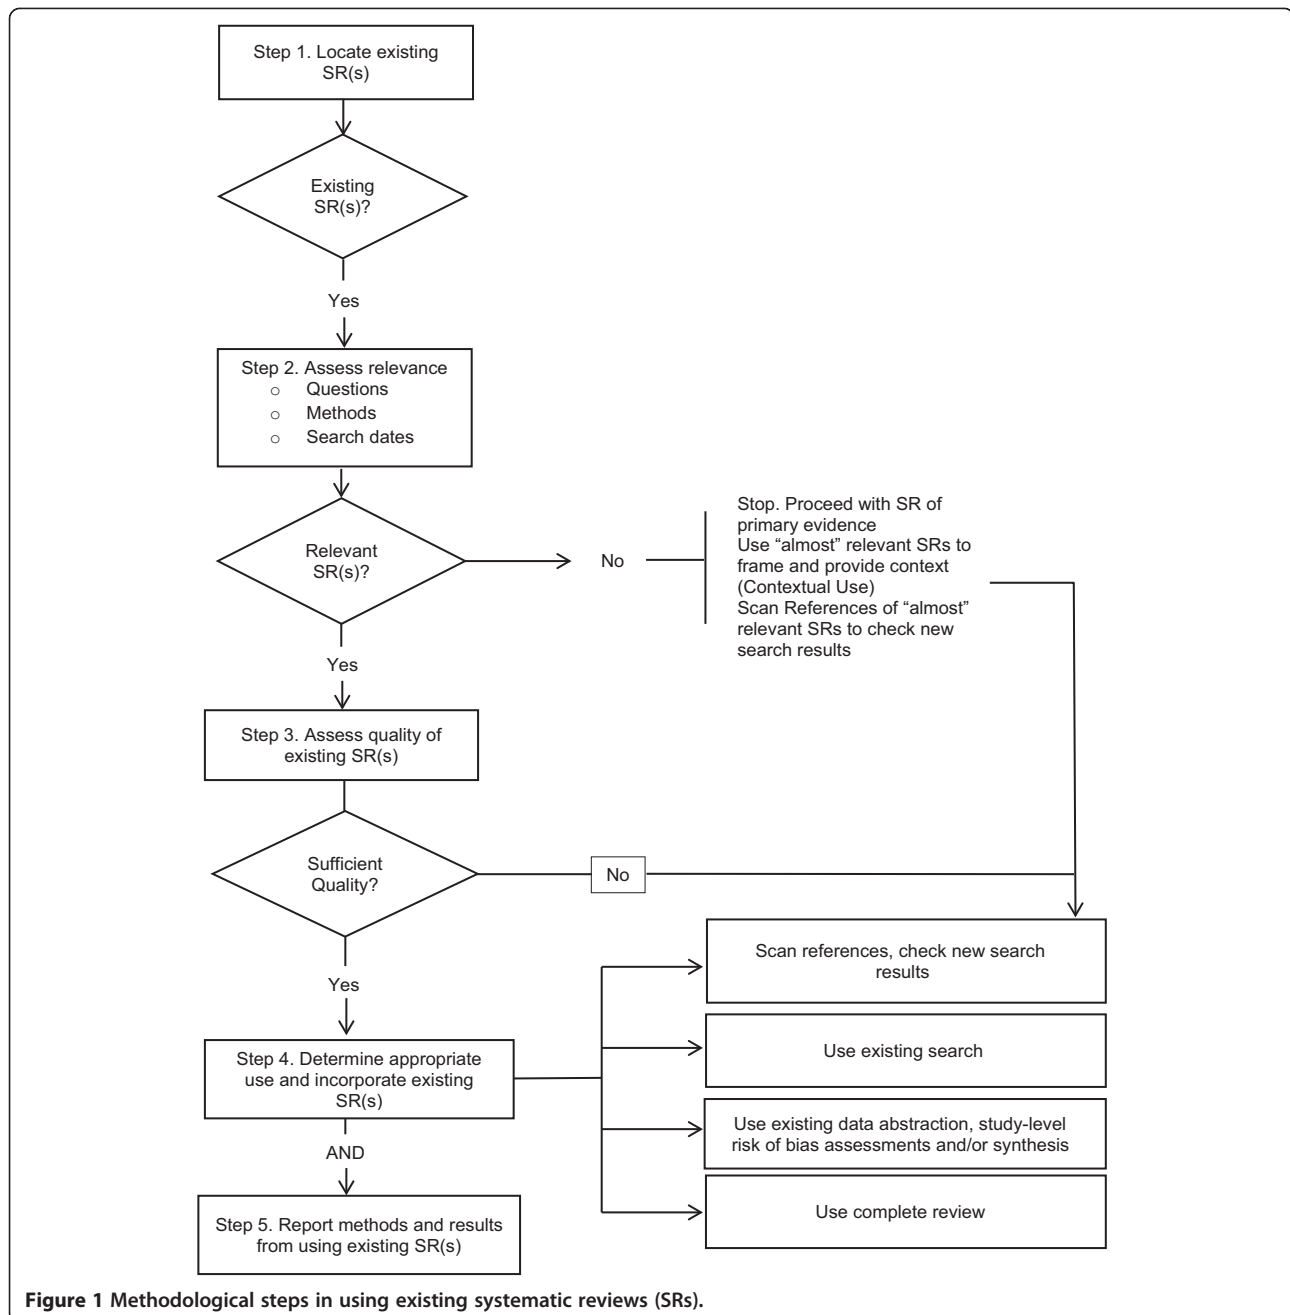 Step 1. Locate existing
SR(s)
Existing
SR(s)?
Yes
Step 2. Assess relevance
o Questions
o Methods
o Search dates
Relevant
SR(s)?
No
Stop. Proceed with SR of
primary evidence
Use “almost” relevant SRs to
frame and provide context
(Contextual Use)
Scan References of “almost”
relevant SRs to check new
search results
Yes
Step 3. Assess quality of
existing SR(s)
Sufficient
Quality?
No
Yes
Scan references, check new search
results
Use existing search
Step 4. Determine appropriate
use and incorporate existing
SR(s)
Use existing data abstraction, study-level
risk of bias assessments and/or synthesis
AND
Use complete review
Step 5. Report methods and results
from using existing SR(s)
Figure 1 Methodological steps in using existing systematic reviews (SRs).